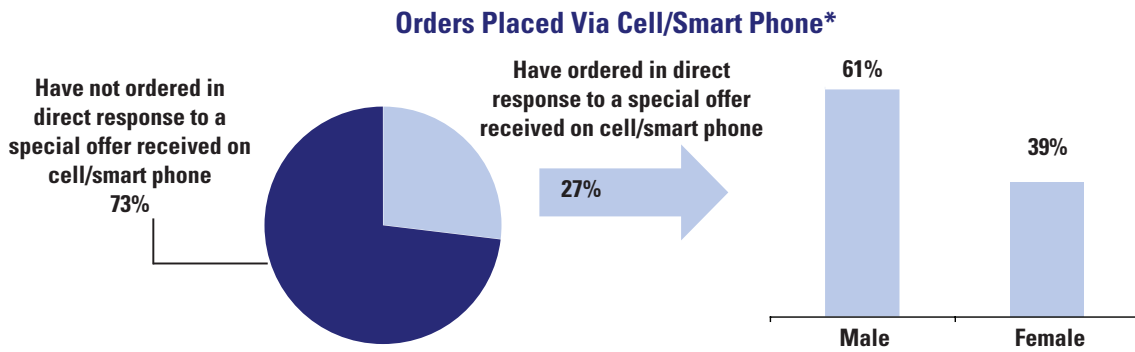 Orders Placed Via Cell/Smart Phone*
Have not ordered in
direct response to a
special offer received on
cell/smart phone
73%
Have ordered in direct
response to a special offer
received on cell/smart phone
27%
61%
39%
Male
Female